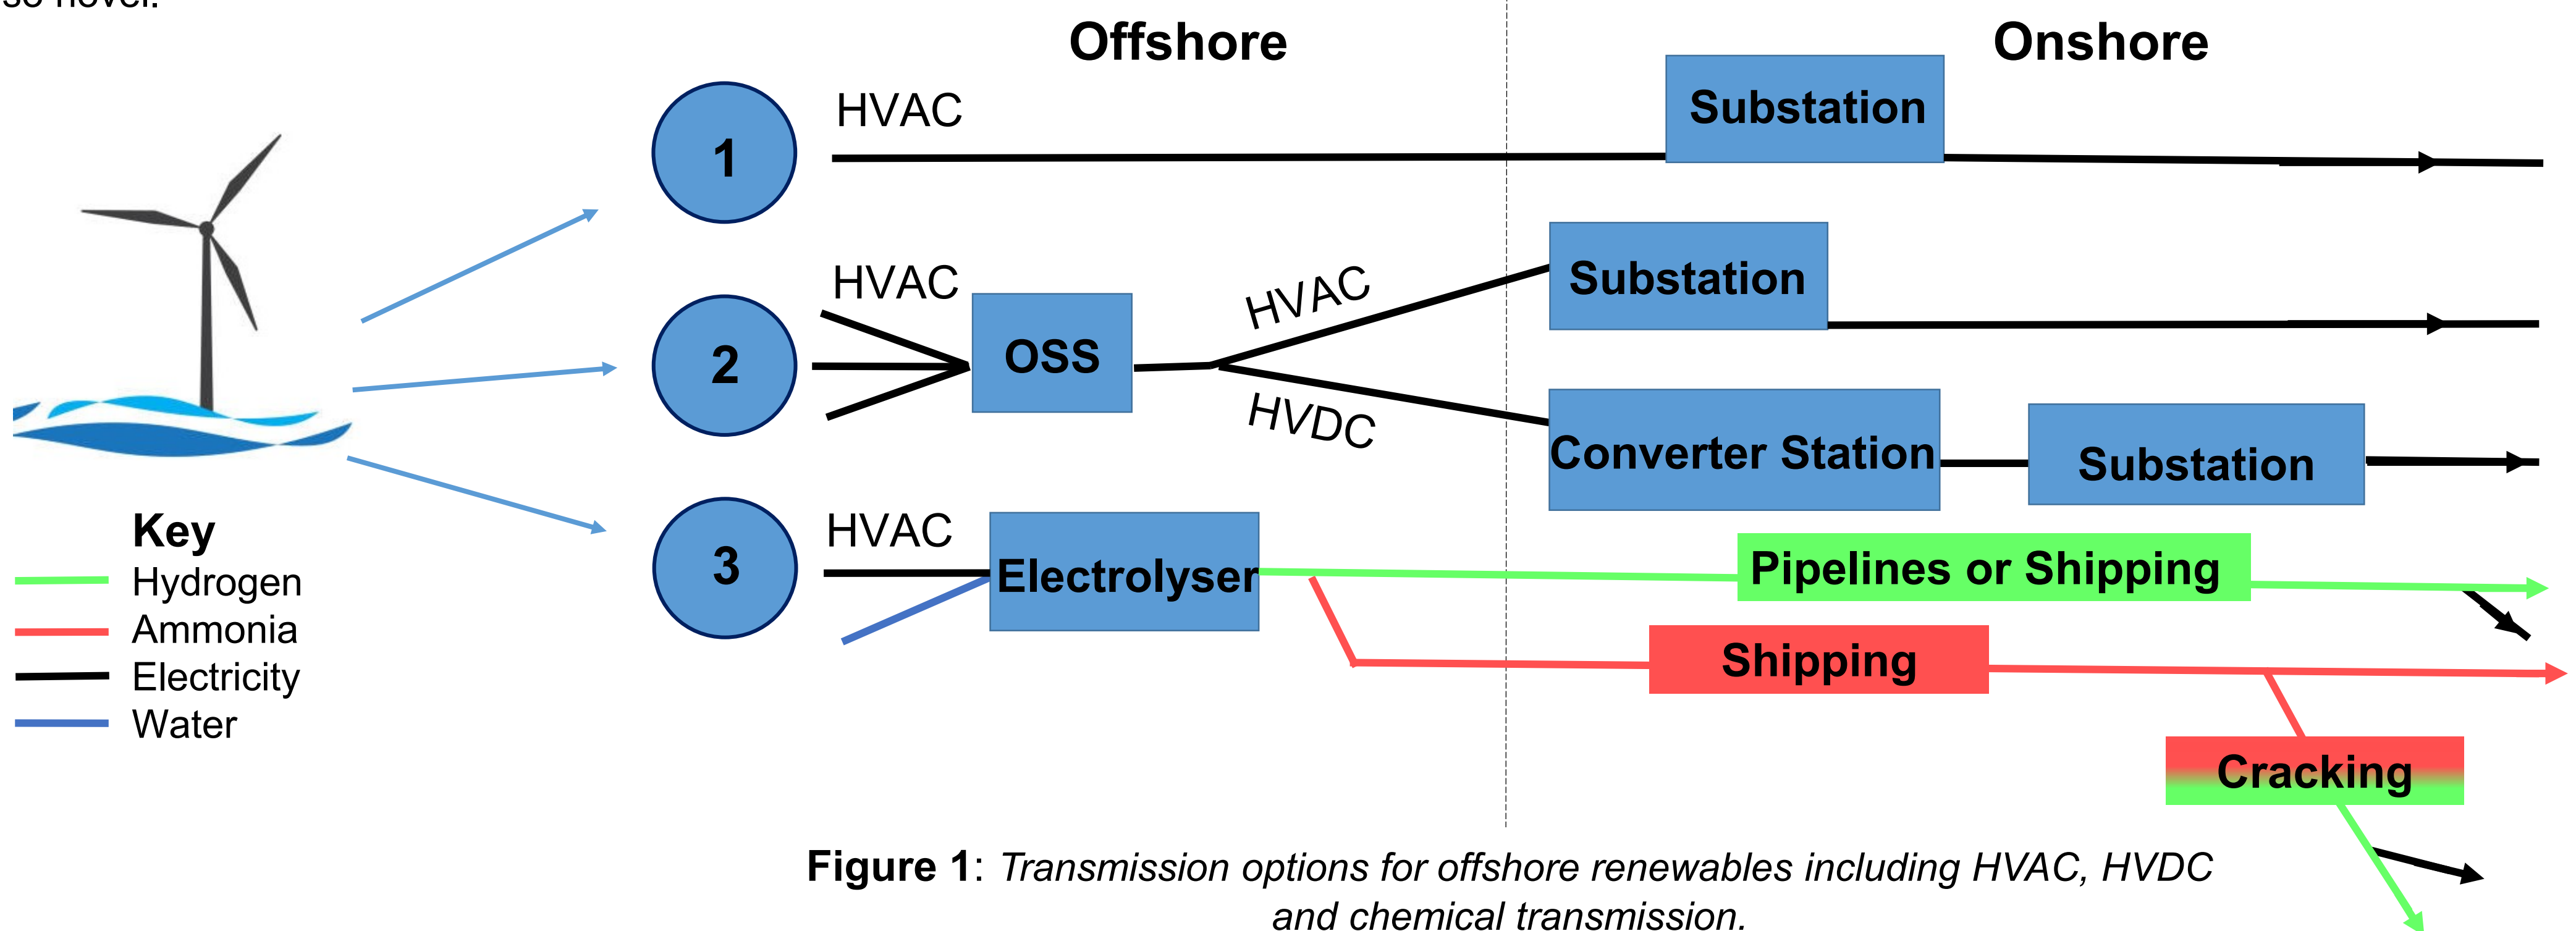 so novel.
Offshore
Onshore
1
HVAC
Substation
2
HVAC
OSS
HVAC
HVDC
Substation
Converter Station
Substation
3
HVAC
Electrolyser
Pipelines or Shipping
Shipping
Cracking
Key
Hydrogen
Ammonia
Electricity
Water
Figure 1: Transmission options for offshore renewables including HVAC, HVDC
and chemical transmission.